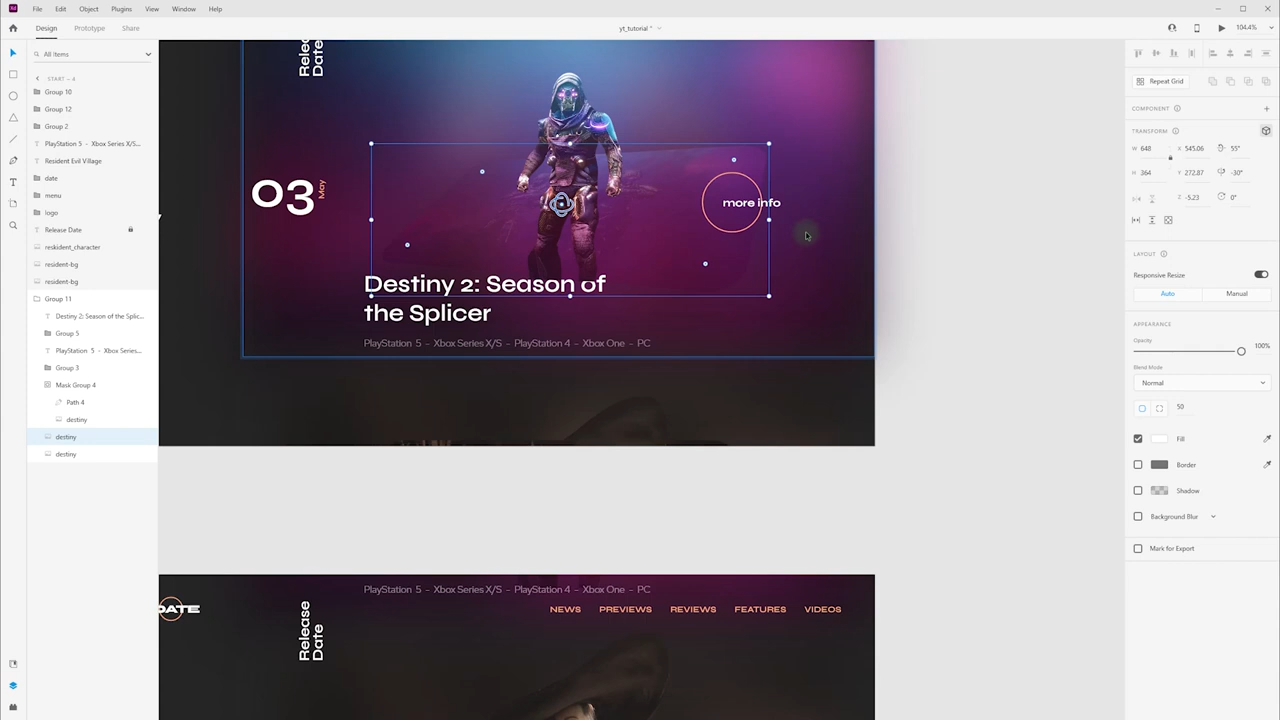 File Edit Object Plugins View Window Help
Design Prototype Share
yt_tutorial *
104.4%
All Items
START – 4
Group 10
Group 12
Group 2
PlayStation 5 - Xbox Series X/S...
Resident Evil Village
date
menu
logo
Release Date
reskident_character
resident-bg
resident-bg
Group 11
Destiny 2: Season of the Splic...
Group 5
PlayStation 5 - Xbox Series...
Group 3
Mask Group 4
Path 4
destiny
destiny
destiny
Release
Date
03
May
more info
Destiny 2: Season of
the Splicer
PlayStation 5 - Xbox Series X/S - PlayStation 4 - Xbox One - PC
PlayStation 5 - Xbox Series X/S - PlayStation 4 - Xbox One - PC
DATE
NEWS PREVIEWS REVIEWS FEATURES VIDEOS
Release
Date
Repeat Grid
COMPONENT
TRANSFORM
W 648 X 545.06 55°
H 364 Y 272.87 -30°
Z -5.23 0°
LAYOUT
Responsive Resize
Auto Manual
APPEARANCE
Opacity
100%
Blend Mode
Normal
50
Fill
Border
Shadow
Background Blur
Mark for Export